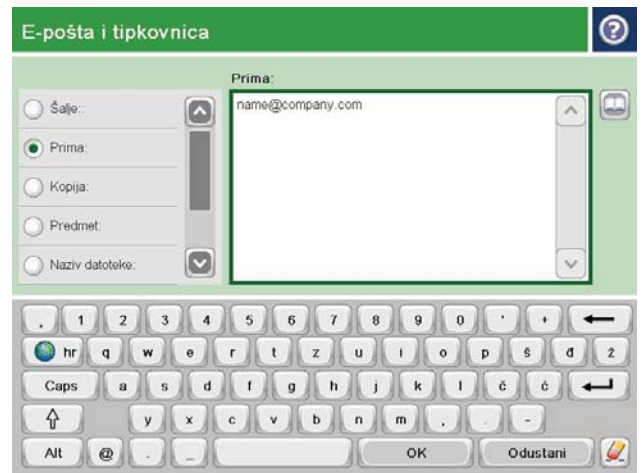 E-pošta i tipkovnica
Prima:
Šalje::
Prima:
Kopija:
Predmet:
Naziv datoteke:
name@company.com
1 2 3 4 5 6 7 8 9 0 ' +
hr q w e r t z u i o p š đ ž
Caps a s d f g h j k l č ć
y x c v b n m , . -
Alt @ . _ OK Odustani